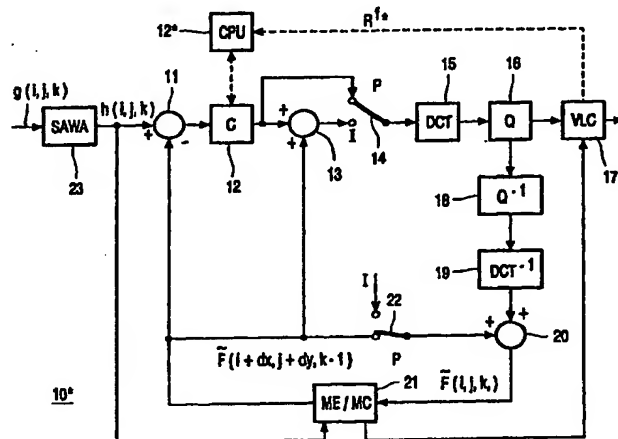 12* CPU R^f*
g(i,j,k) h(i,j,k) 11 P 15 16
SAWA + - C + + I DCT Q VLC
23 12 13 14 17
18 Q-1
19 DCT-1
I 22 + +
F̃(i+dx,j+dy,k-1) P 20
10* 21 F̃(i,j,k,)
ME/MC